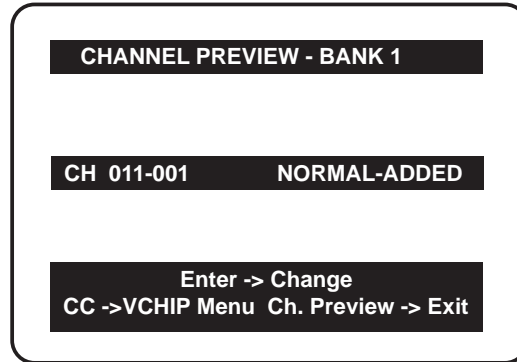 CHANNEL PREVIEW - BANK 1
CH 011-001 NORMAL-ADDED
Enter -> Change
CC ->VCHIP Menu Ch. Preview -> Exit